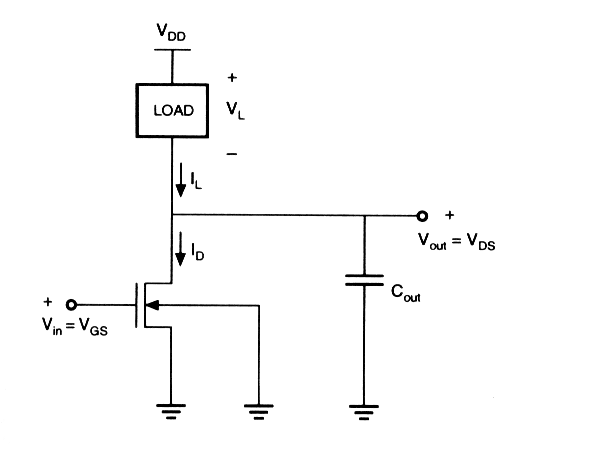 VDD
+
LOAD
VL
–
IL
+
Vout = VDS
ID
Cout
+
Vin = VGS